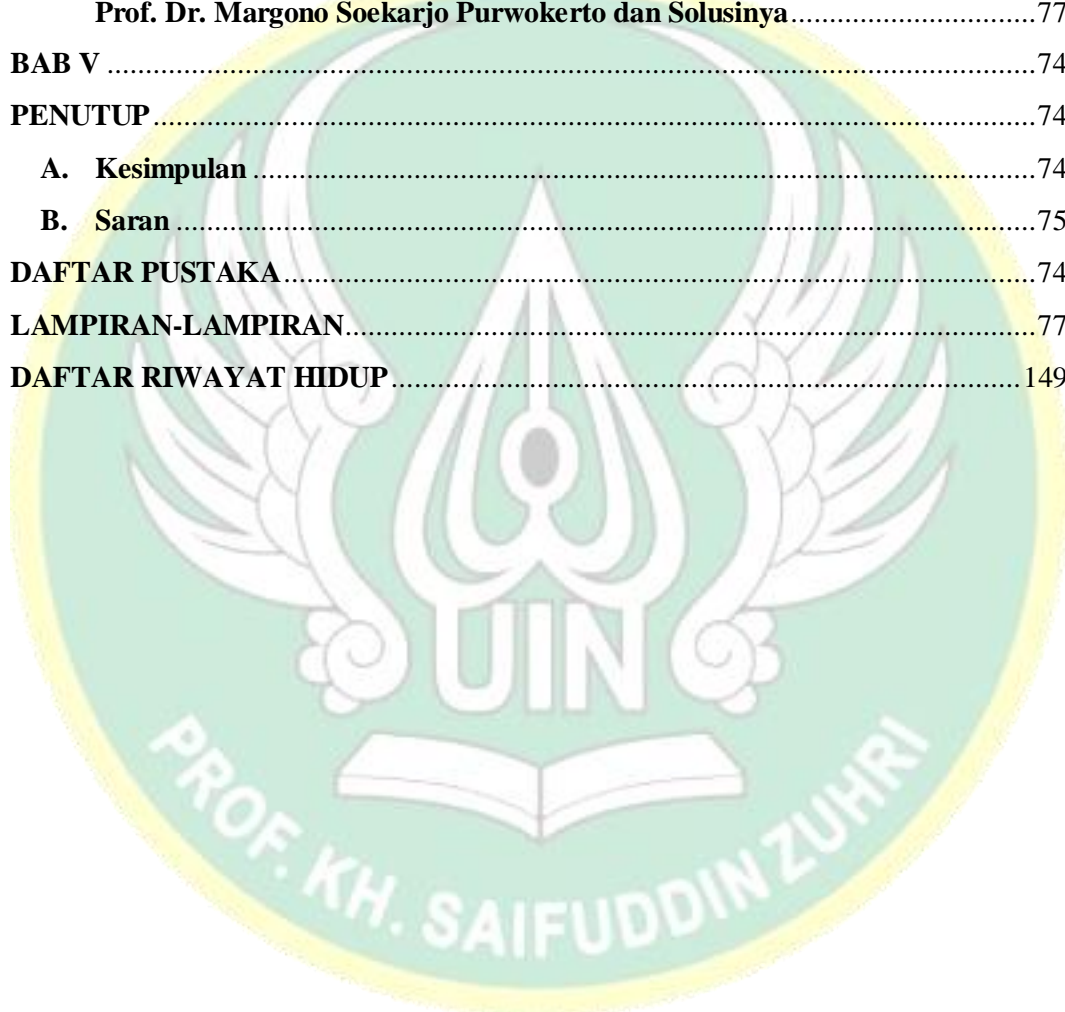 Prof. Dr. Margono Soekarjo Purwokerto dan Solusinya................................77
BAB V ..........................................................................................................................74
PENUTUP....................................................................................................................74
A. Kesimpulan ......................................................................................................74
B. Saran ................................................................................................................75
DAFTAR PUSTAKA..................................................................................................74
LAMPIRAN-LAMPIRAN..........................................................................................77
DAFTAR RIWAYAT HIDUP..................................................................................149
UIN
PROF. KH. SAIFUDDIN ZUHRI